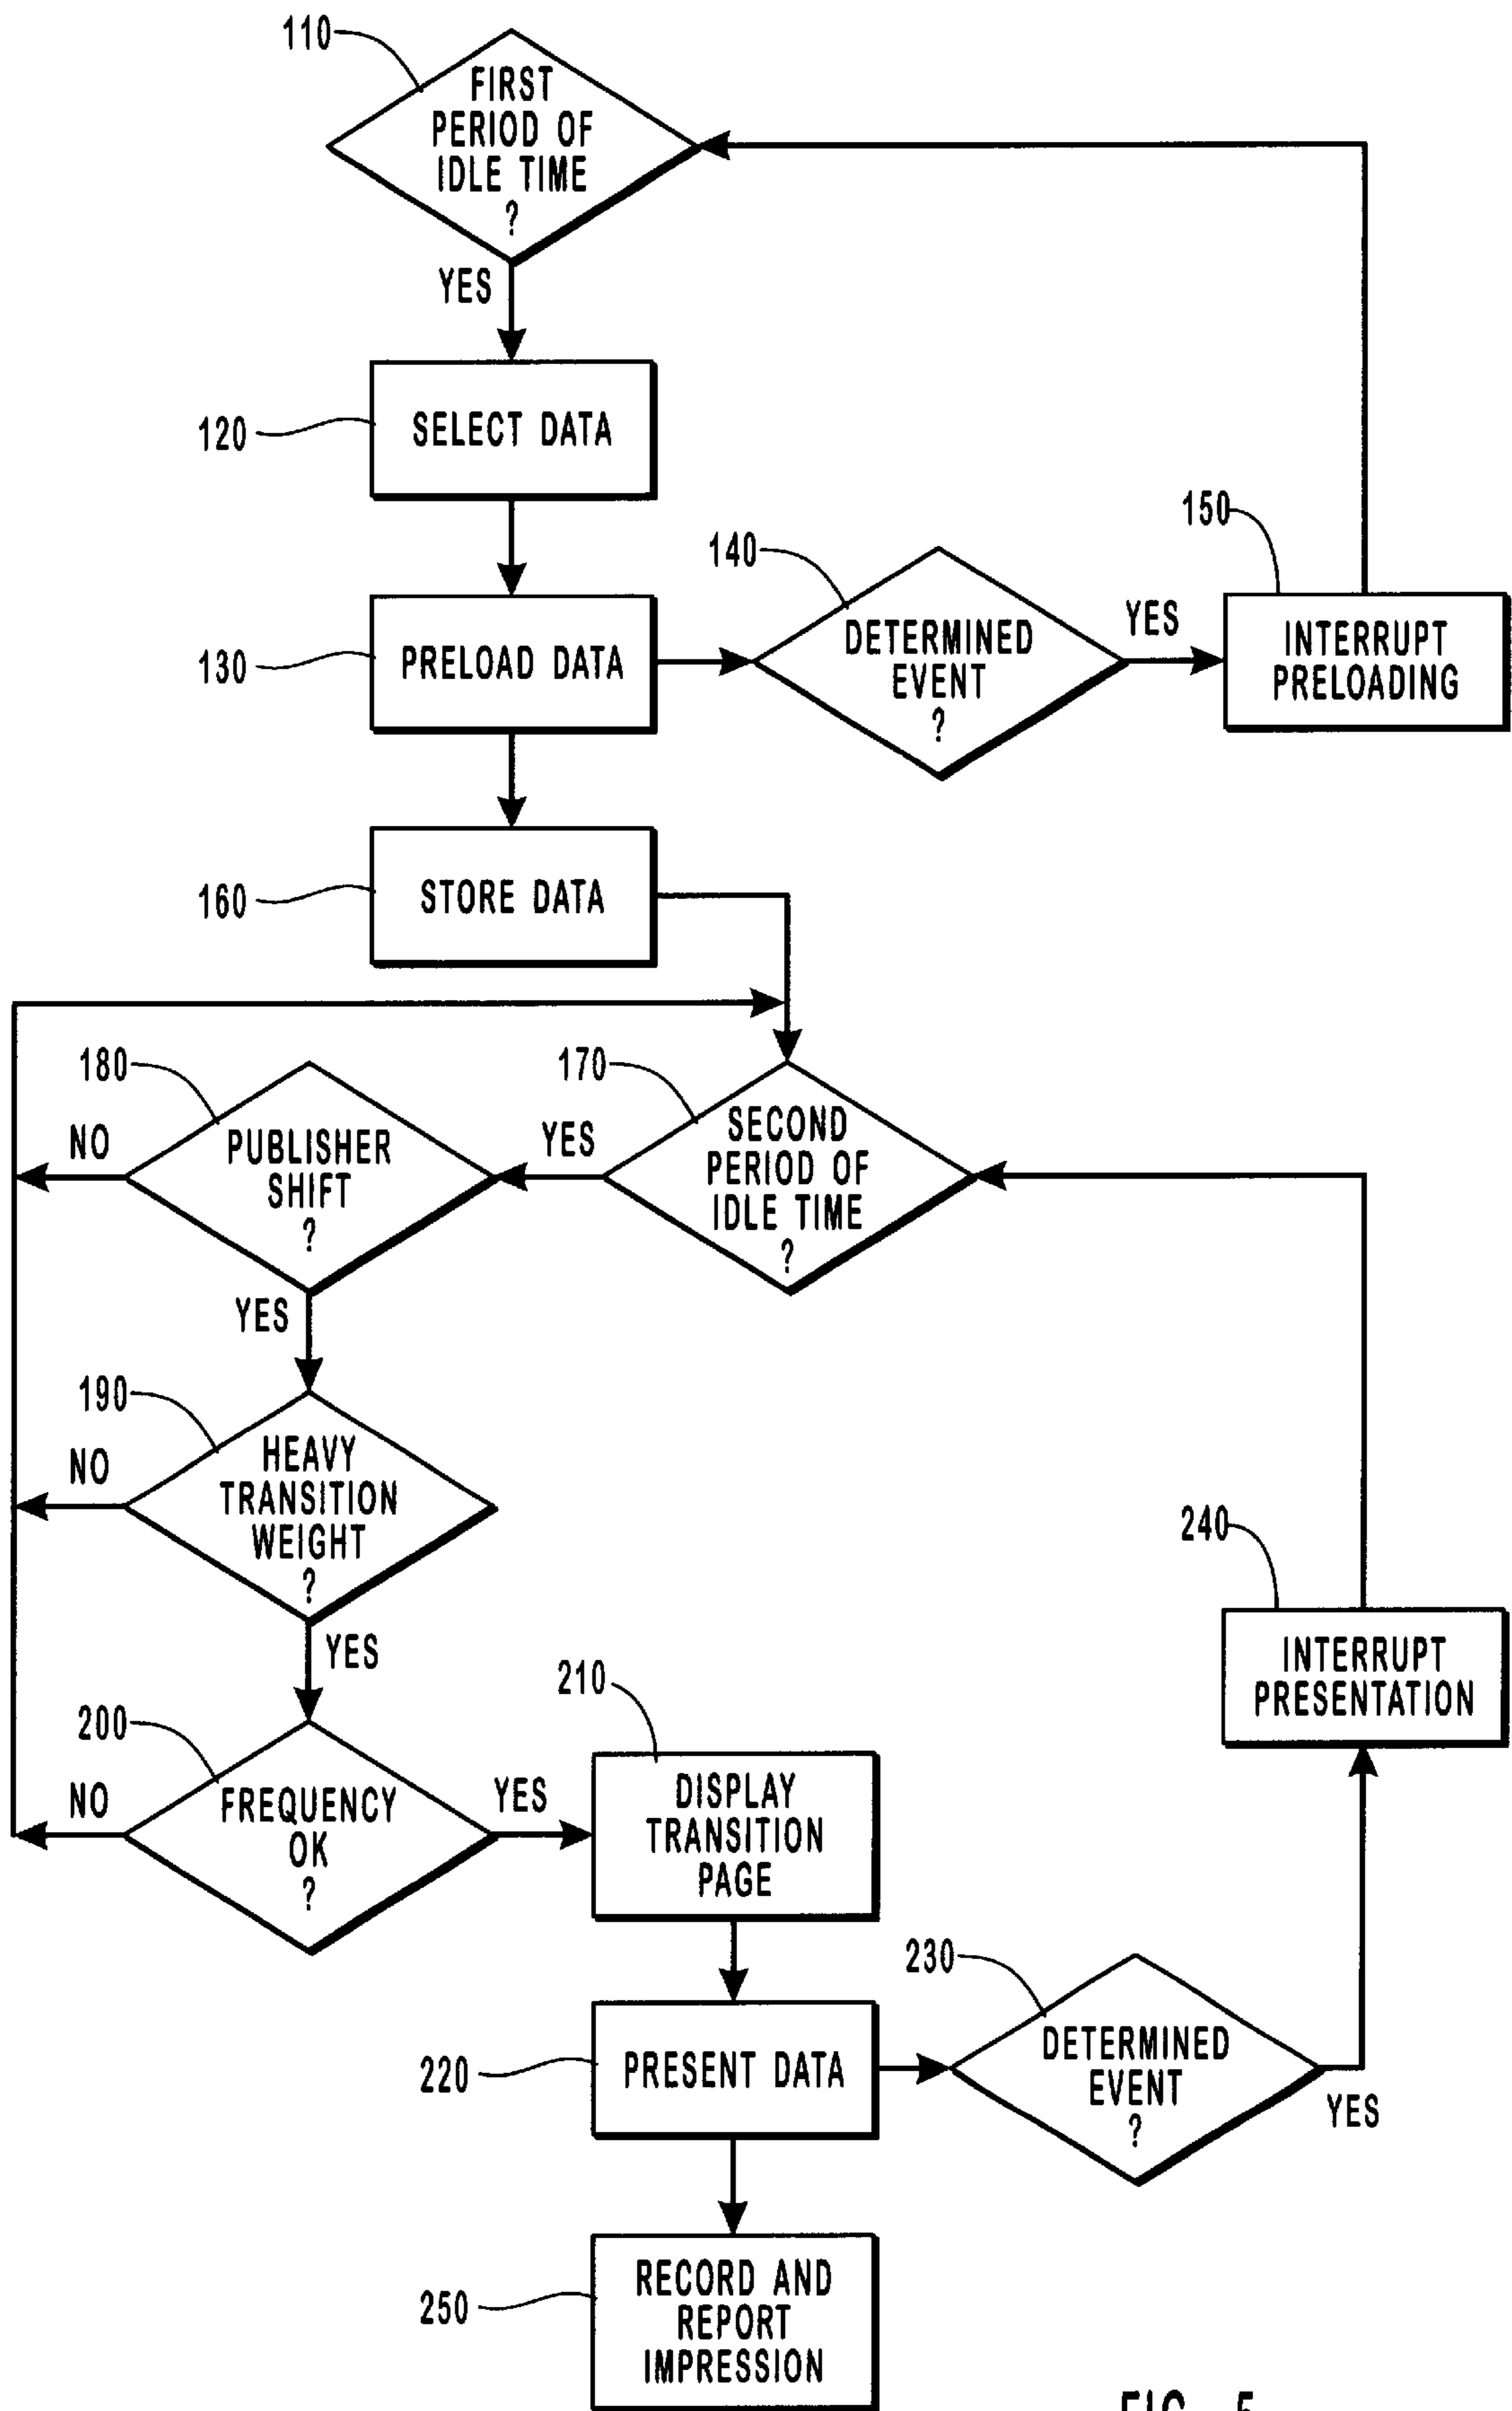 110
FIRST
PERIOD OF
IDLE TIME
?
YES
120
SELECT DATA
130
PRELOAD DATA
140
DETERMINED
EVENT
?
YES
150
INTERRUPT
PRELOADING
160
STORE DATA
170
SECOND
PERIOD OF
IDLE TIME
?
YES
180
PUBLISHER
SHIFT
?
NO
YES
190
HEAVY
TRANSITION
WEIGHT
?
NO
YES
200
FREQUENCY
OK
?
NO
YES
210
DISPLAY
TRANSITION
PAGE
220
PRESENT DATA
230
DETERMINED
EVENT
?
YES
240
INTERRUPT
PRESENTATION
250
RECORD AND
REPORT
IMPRESSION
FIG. 5